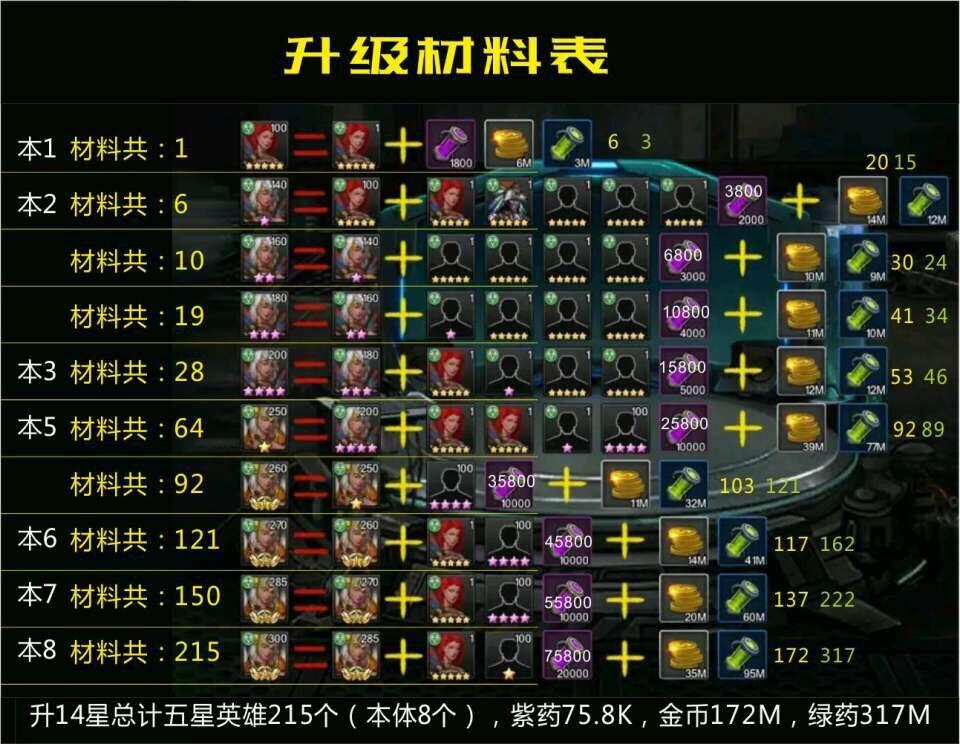 升级材料表
本1 材料共：1 100 1 1800 6M 3M 6 3
20 15
本2 材料共：6 140 100 1 1 1 1 1 3800 2000 14M 12M
材料共：10 160 140 1 1 1 1 6800 3000 10M 9M 30 24
材料共：19 180 160 1 1 1 1 10800 4000 11M 10M 41 34
本3 材料共：28 200 180 1 1 1 1 15800 5000 12M 12M 53 46
本5 材料共：64 250 200 1 1 1 100 25800 10000 39M 77M 92 89
材料共：92 260 250 100 35800 10000 11M 32M 103 121
本6 材料共：121 270 260 1 100 45800 10000 14M 41M 117 162
本7 材料共：150 285 270 1 100 55800 10000 20M 60M 137 222
本8 材料共：215 300 285 1 100 75800 20000 35M 95M 172 317
升14星总计五星英雄215个（本体8个），紫药75.8K，金币172M，绿药317M